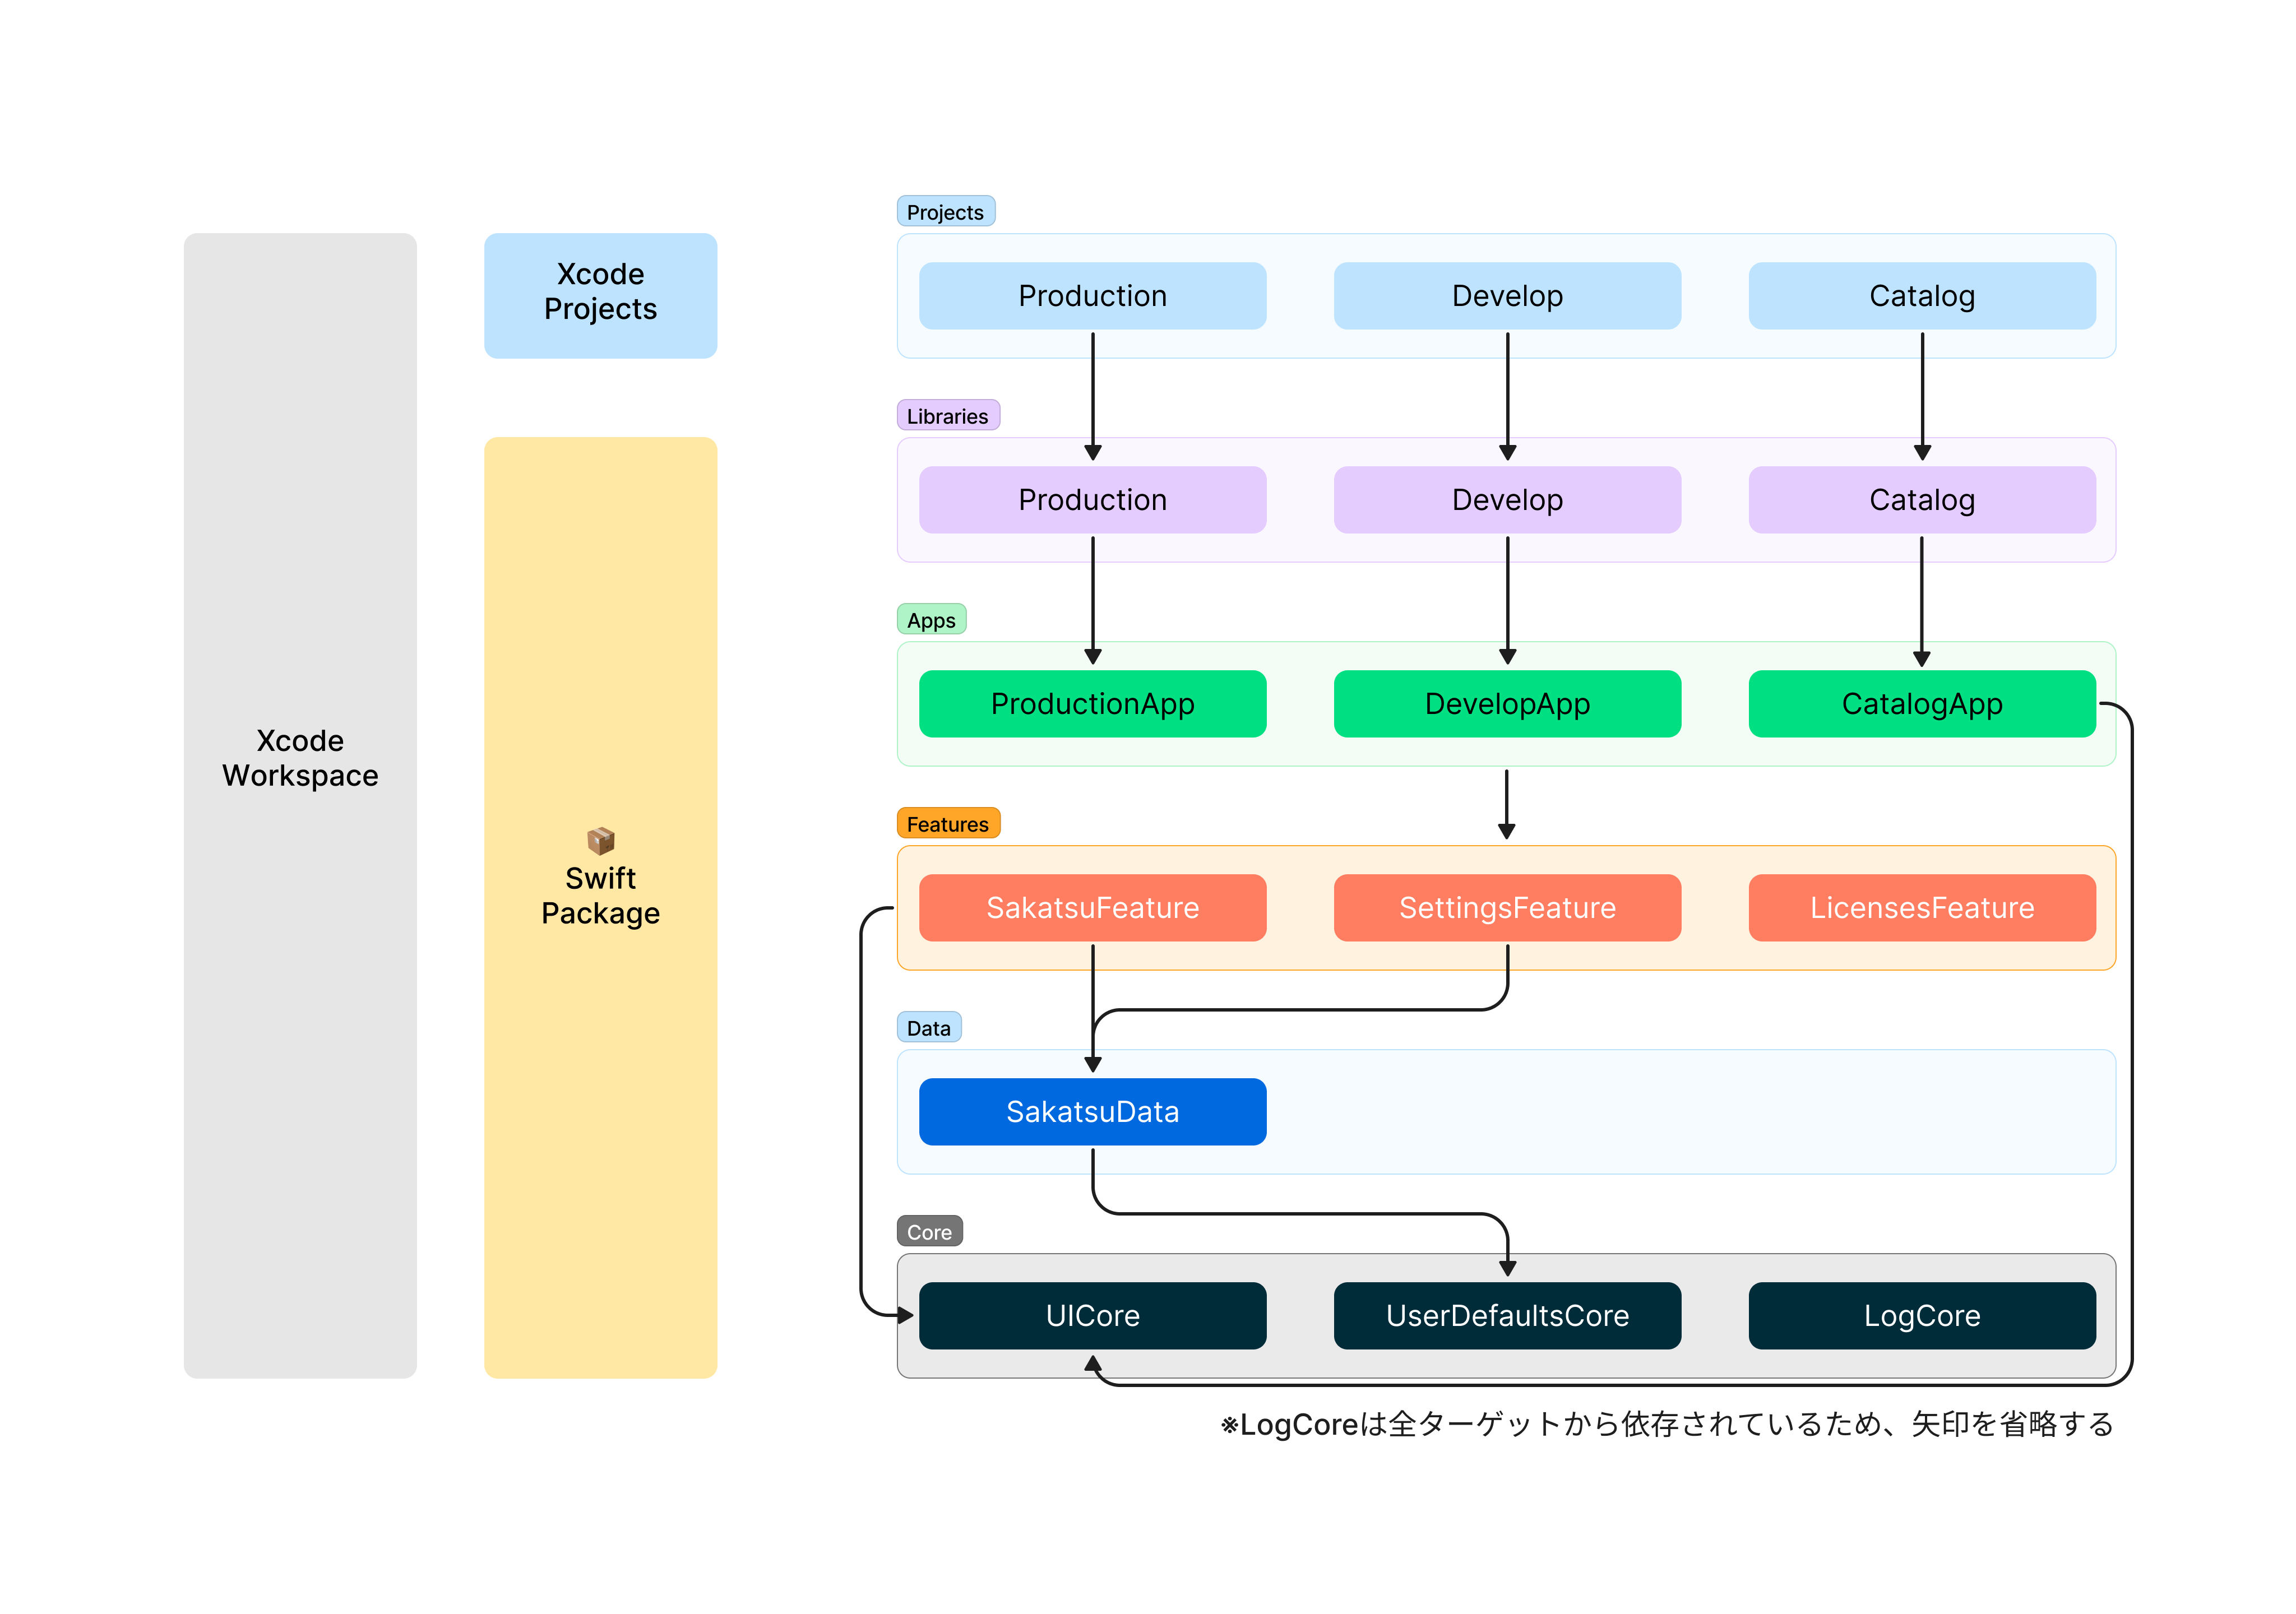 Xcode
Workspace
Xcode
Projects
📦
Swift
Package
Projects
Production
Develop
Catalog
Libraries
Production
Develop
Catalog
Apps
ProductionApp
DevelopApp
CatalogApp
Features
SakatsuFeature
SettingsFeature
LicensesFeature
Data
SakatsuData
Core
UICore
UserDefaultsCore
LogCore
※LogCoreは全ターゲットから依存されているため、矢印を省略する